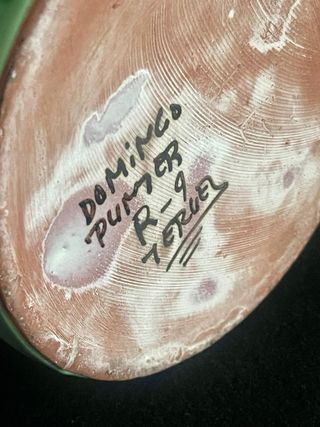 DOMiNGO
PUNTER
R-9
TERUEL